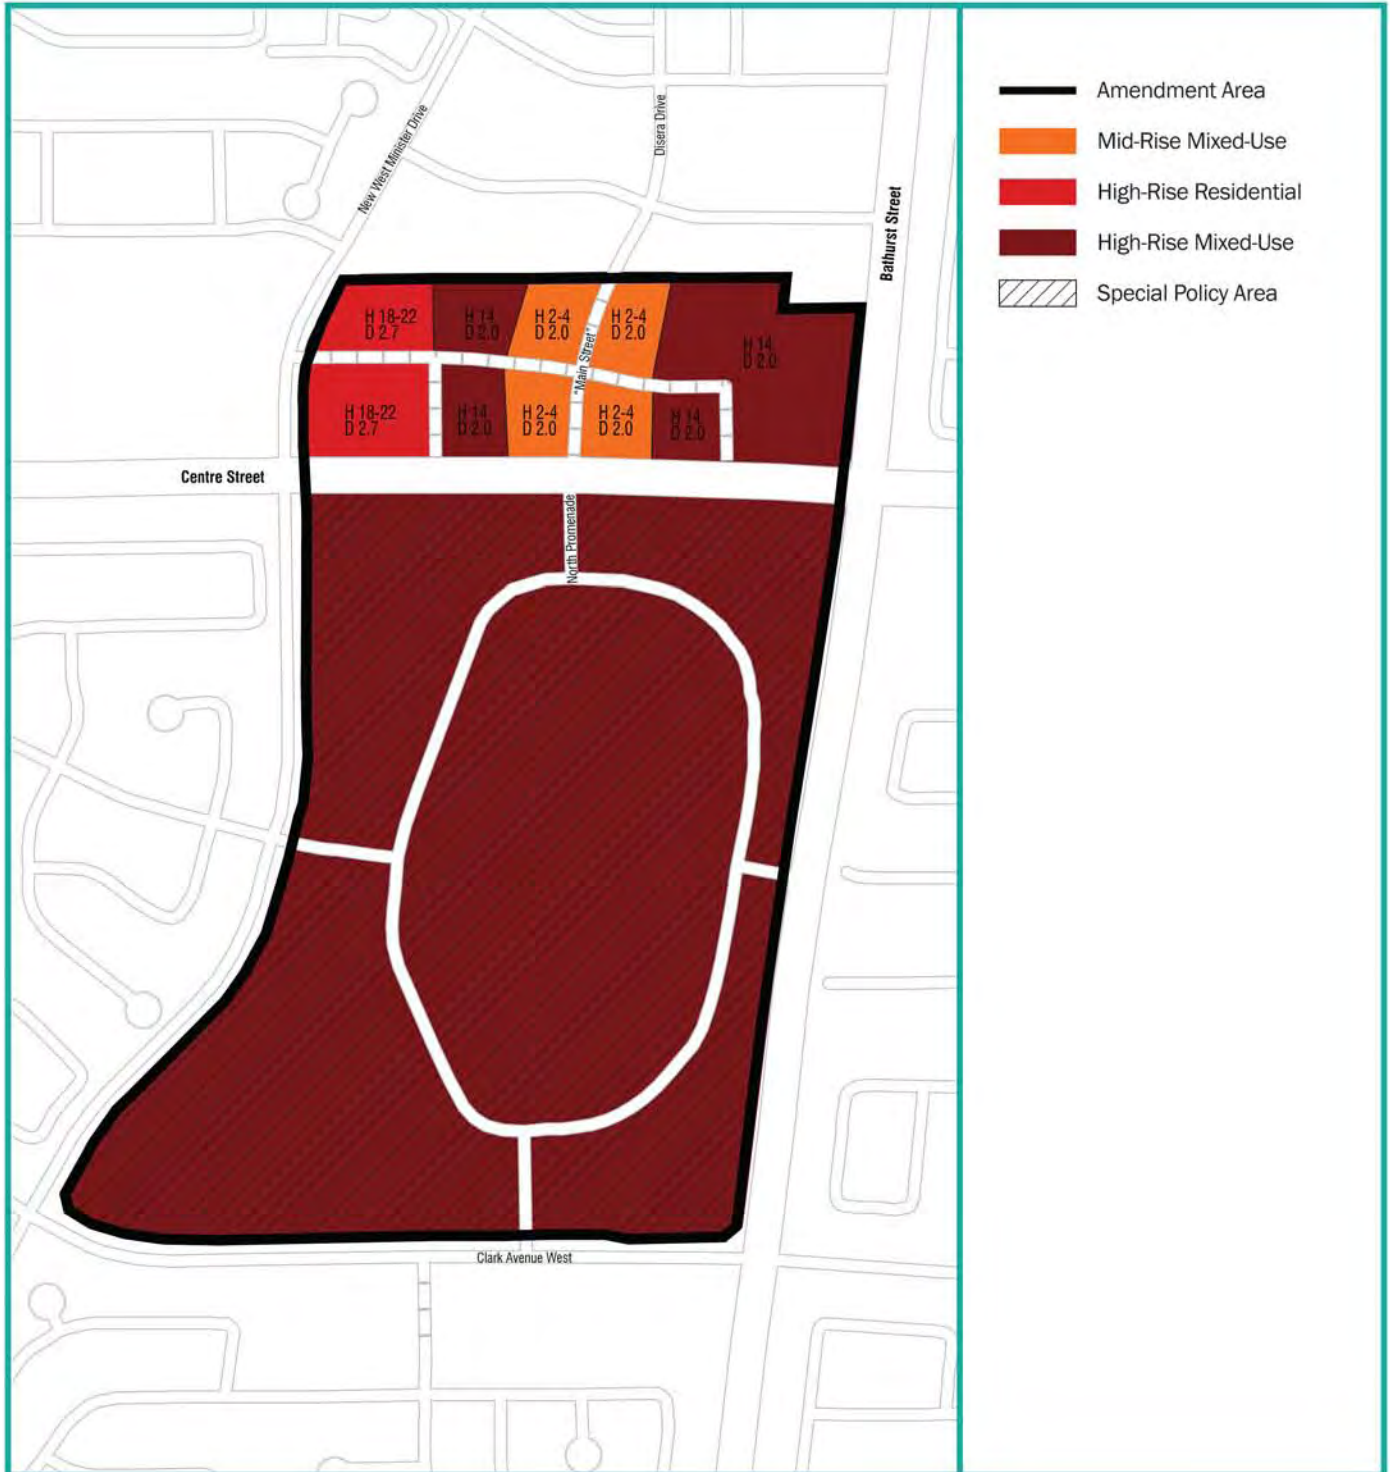 New West Minister Drive
Disera Drive
Bathurst Street
H 18-22
D 2.7
H 14
D 2.0
H 2-4
D 2.0
H 2-4
D 2.0
H 14
D 2.0
"Main Street"
H 18-22
D 2.7
H 14
D 2.0
H 2-4
D 2.0
H 2-4
D 2.0
H 14
D 2.0
Centre Street
North Promenade
Clark Avenue West
Amendment Area
Mid-Rise Mixed-Use
High-Rise Residential
High-Rise Mixed-Use
Special Policy Area